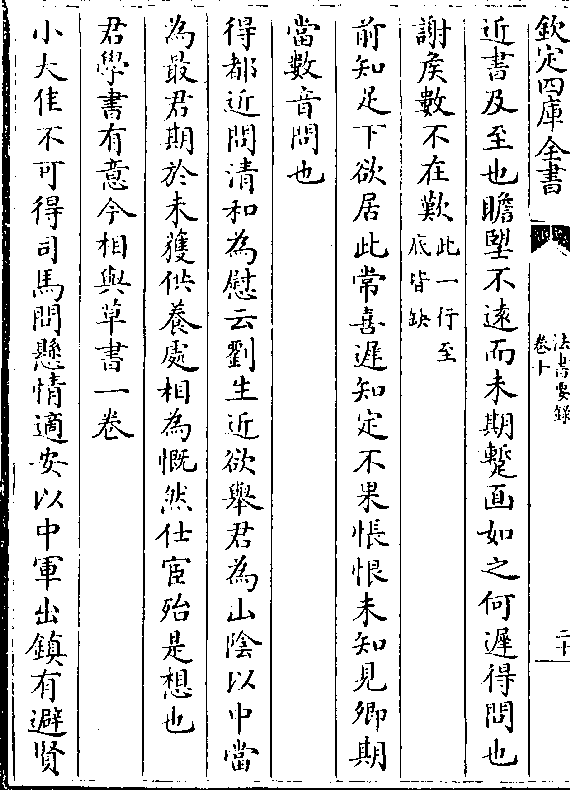 欽定四庫全書
法書要錄
卷十
二十
近書及至也瞻望不遠而未期蹔面如之何遲得問也
謝矦數不在歎此一行至
底皆缺
前知足下欲居此常喜遲知定不果悵恨未知見卿期
當數音問也
得都近問清和為慰云劉生近欲舉君為山陰以中當
為最君期於未獲供養處相為慨然仕宦殆是想也
君學書有意今相與草書一卷
小大佳不可得司馬問懸情適安以中軍出鎮有避賢